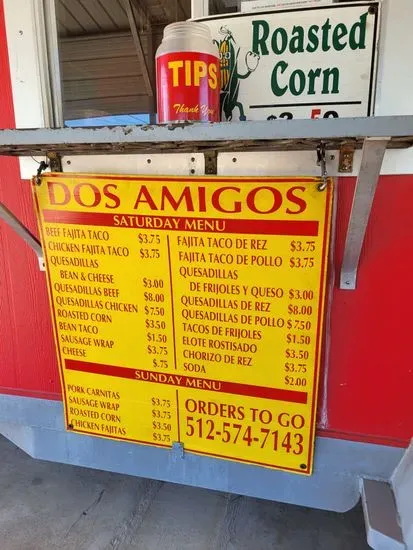 TIPS
Thank You
Roasted
Corn
DOS AMIGOS
SATURDAY MENU
BEEF FAJITA TACO $3.75
CHICKEN FAJITA TACO $3.75
QUESADILLAS
BEAN & CHEESE $3.00
QUESADILLAS BEEF $8.00
QUESADILLAS CHICKEN $7.50
ROASTED CORN $3.50
BEAN TACO $1.50
SAUSAGE WRAP $3.75
CHEESE $.75
FAJITA TACO DE REZ $3.75
FAJITA TACO DE POLLO $3.75
QUESADILLAS
DE FRIJOLES Y QUESO $3.00
QUESADILLAS DE REZ $8.00
QUESADILLAS DE POLLO $7.50
TACOS DE FRIJOLES $1.50
ELOTE ROSTISADO $3.50
CHORIZO DE REZ $3.75
SODA $2.00
SUNDAY MENU
PORK CARNITAS $3.75
SAUSAGE WRAP $3.75
ROASTED CORN $3.50
CHICKEN FAJITAS $3.75
ORDERS TO GO
512-574-7143